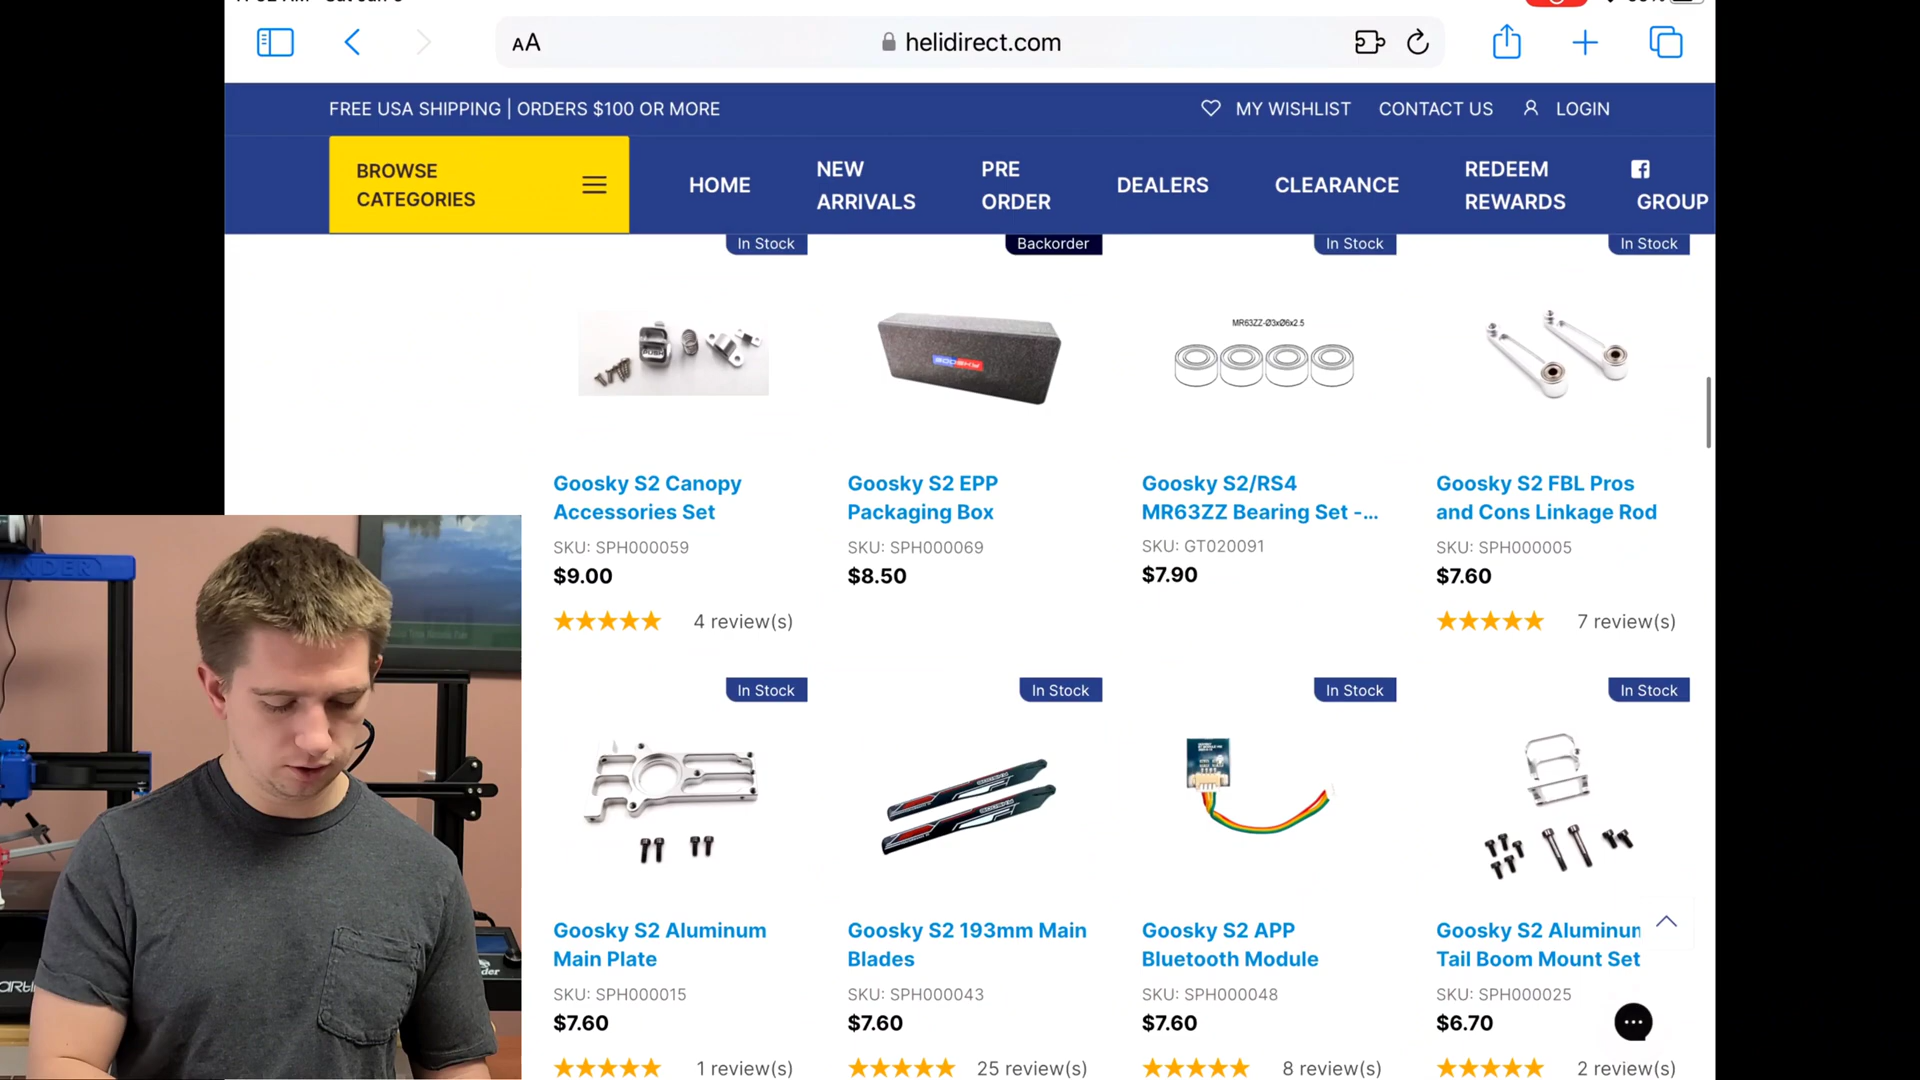 helidirect.com
AA
FREE USA SHIPPING | ORDERS $100 OR MORE
MY WISHLIST
CONTACT US
LOGIN
BROWSE
CATEGORIES
HOME
NEW
ARRIVALS
PRE
ORDER
DEALERS
CLEARANCE
REDEEM
REWARDS
GROUP
In Stock
Backorder
In Stock
In Stock
PUSH
GOOSKY
MR63ZZ-Ø3xØ6x2.5
Goosky S2 Canopy
Accessories Set
SKU: SPH000059
$9.00
4 review(s)
Goosky S2 EPP
Packaging Box
SKU: SPH000069
$8.50
Goosky S2/RS4
MR63ZZ Bearing Set -...
SKU: GT020091
$7.90
Goosky S2 FBL Pros
and Cons Linkage Rod
SKU: SPH000005
$7.60
7 review(s)
In Stock
In Stock
In Stock
In Stock
Goosky S2 Aluminum
Main Plate
SKU: SPH000015
$7.60
1 review(s)
Goosky S2 193mm Main
Blades
SKU: SPH000043
$7.60
25 review(s)
Goosky S2 APP
Bluetooth Module
SKU: SPH000048
$7.60
8 review(s)
Goosky S2 Aluminum
Tail Boom Mount Set
SKU: SPH000025
$6.70
2 review(s)